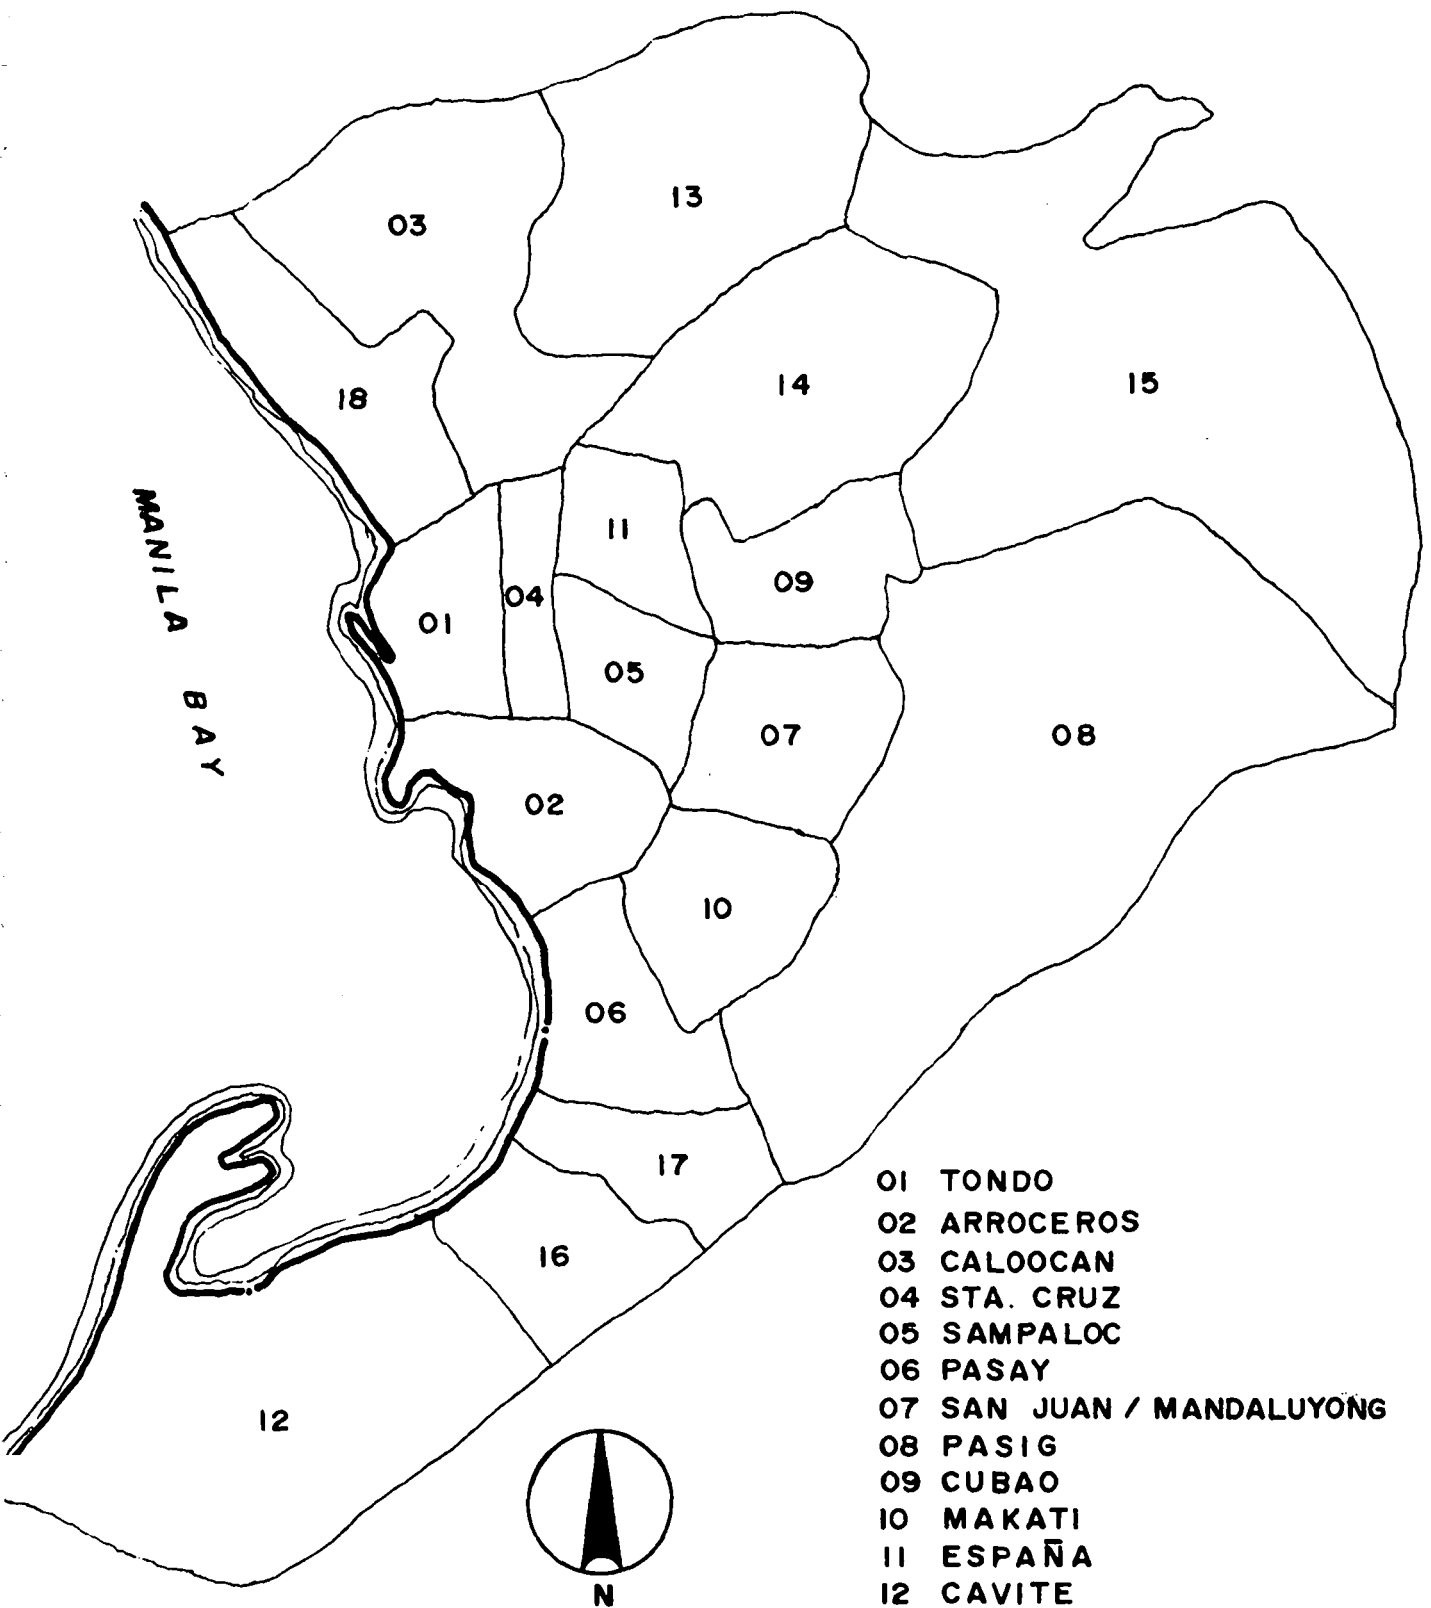 13
03
14
15
18
11
09
04
01
05
07
08
02
10
06
17
16
12
MANILA BAY
N
01 TONDO
02 ARROCEROS
03 CALOOCAN
04 STA. CRUZ
05 SAMPALOC
06 PASAY
07 SAN JUAN / MANDALUYONG
08 PASIG
09 CUBAO
10 MAKATI
11 ESPAÑA
12 CAVITE